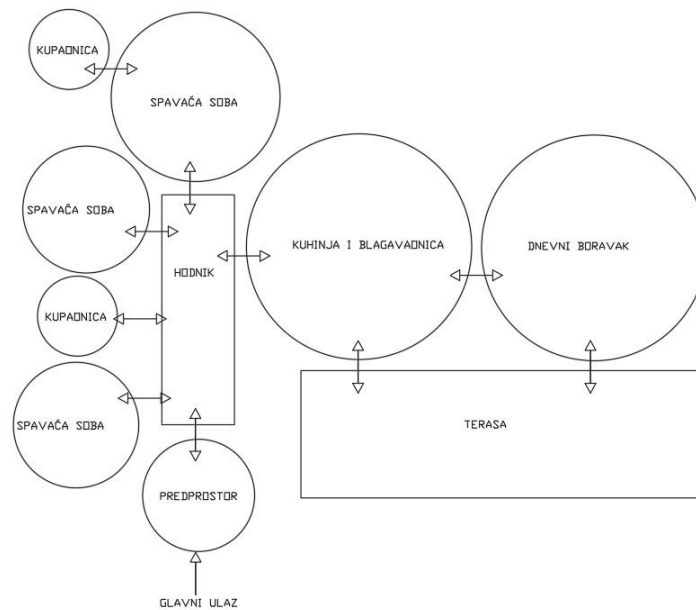 KUPAONICA
SPAVAĆA SOBA
SPAVAĆA SOBA
KUHINJA I BLAGAVAONICA
DNEVNI BORAVAK
HODNIK
KUPAONICA
SPAVAĆA SOBA
TERASA
PREDPROSTOR
GLAVNI ULAZ